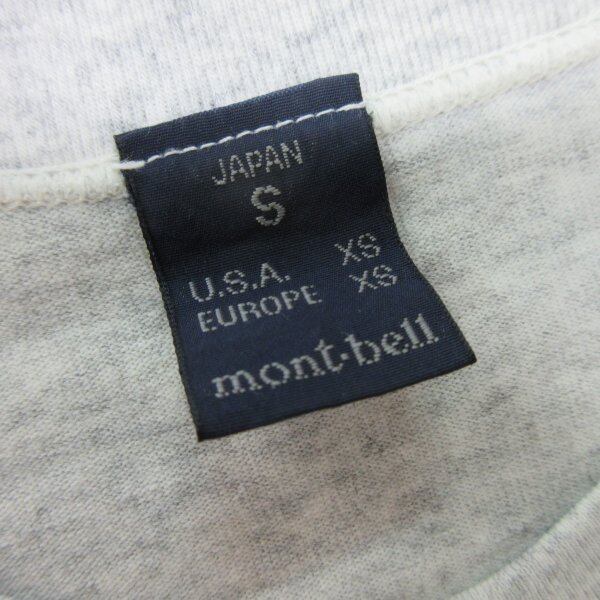 JAPAN
S
U.S.A. XS
EUROPE XS
mont·bell